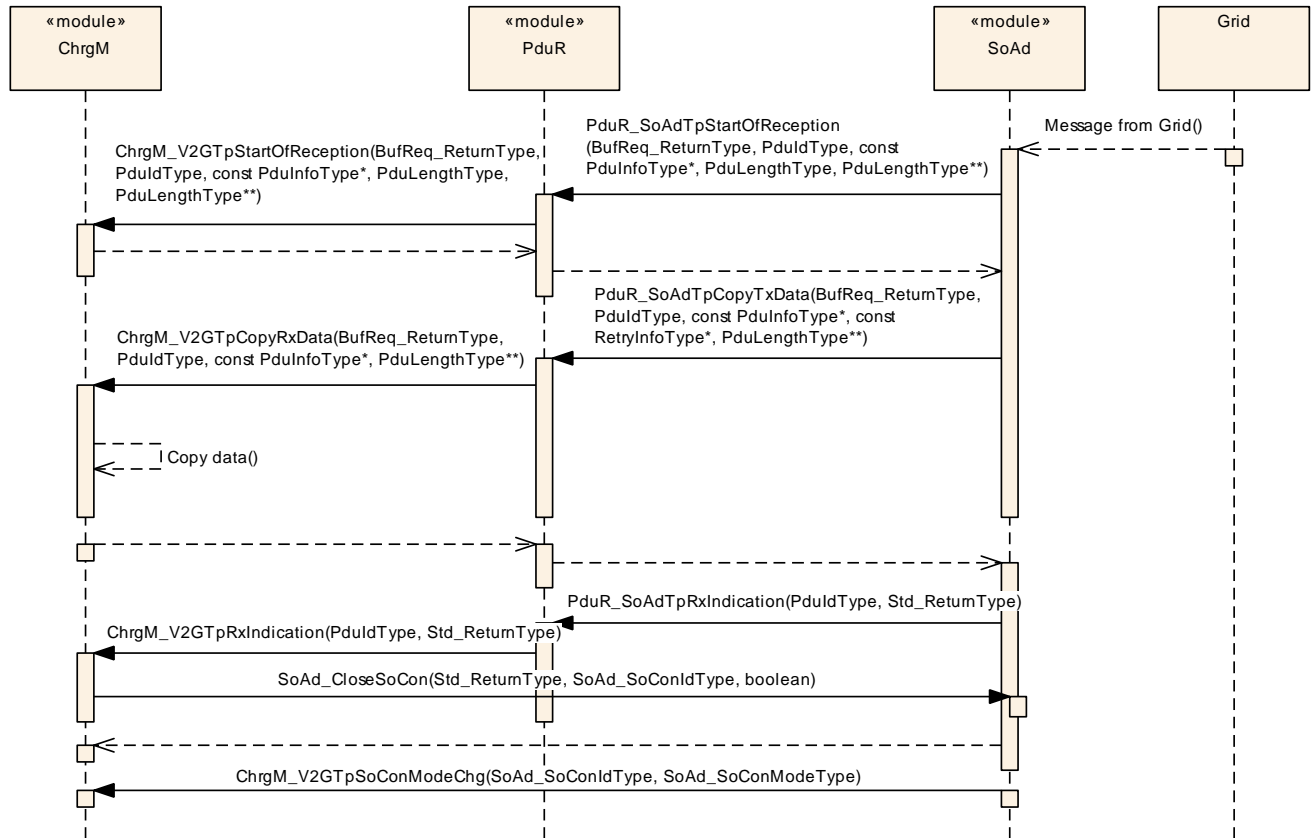 «module»
ChrgM
«module»
PduR
«module»
SoAd
Grid
Message from Grid()
PduR_SoAdTpStartOfReception
(BufReq_ReturnType, PduIdType, const
PduInfoType*, PduLengthType, PduLengthType**)
ChrgM_V2GTpStartOfReception(BufReq_ReturnType,
PduIdType, const PduInfoType*, PduLengthType,
PduLengthType**)
PduR_SoAdTpCopyTxData(BufReq_ReturnType,
PduIdType, const PduInfoType*, const
RetryInfoType*, PduLengthType**)
ChrgM_V2GTpCopyRxData(BufReq_ReturnType,
PduIdType, const PduInfoType*, PduLengthType**)
Copy data()
PduR_SoAdTpRxIndication(PduIdType, Std_ReturnType)
ChrgM_V2GTpRxIndication(PduIdType, Std_ReturnType)
SoAd_CloseSoCon(Std_ReturnType, SoAd_SoConIdType, boolean)
ChrgM_V2GTpSoConModeChg(SoAd_SoConIdType, SoAd_SoConModeType)